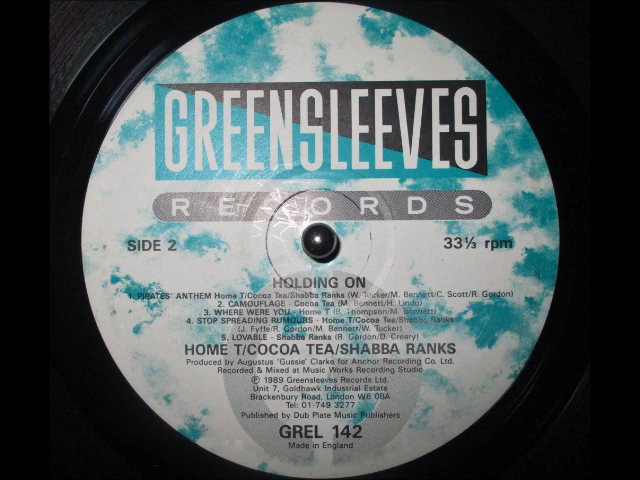 GREENSLEEVES
RECORDS
SIDE 2
33⅓ rpm
HOLDING ON
1. PIRATES' ANTHEM Home T/Cocoa Tea/Shabba Ranks (W. Tucker/M. Bennett/C. Scott/R. Gordon)
2. CAMOUFLAGE - Cocoa Tea (M. Bennett/H. Lindo)
3. WHERE WERE YOU - Home T (B. Thompson/M. Bennett)
4. STOP SPREADING RUMOURS - Home T/Cocoa Tea/Shabba Ranks
(J. Fyffe/R. Gordon/M. Bennett/W. Tucker)
5. LOVABLE - Shabba Ranks (R. Gordon/D. Creary)
HOME T/COCOA TEA/SHABBA RANKS
Produced by Augustus 'Gussie' Clarke for Anchor Recording Co. Ltd.
Recorded & Mixed at Music Works Recording Studio
℗ 1989 Greensleeves Records Ltd.
Unit 7, Goldhawk Industrial Estate
Brackenbury Road, London W6 0BA
Tel: 01-749 3277
Published by Dub Plate Music Publishers
GREL 142
Made in England